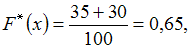 F*(x) = (35 + 30)/100 = 0,65,